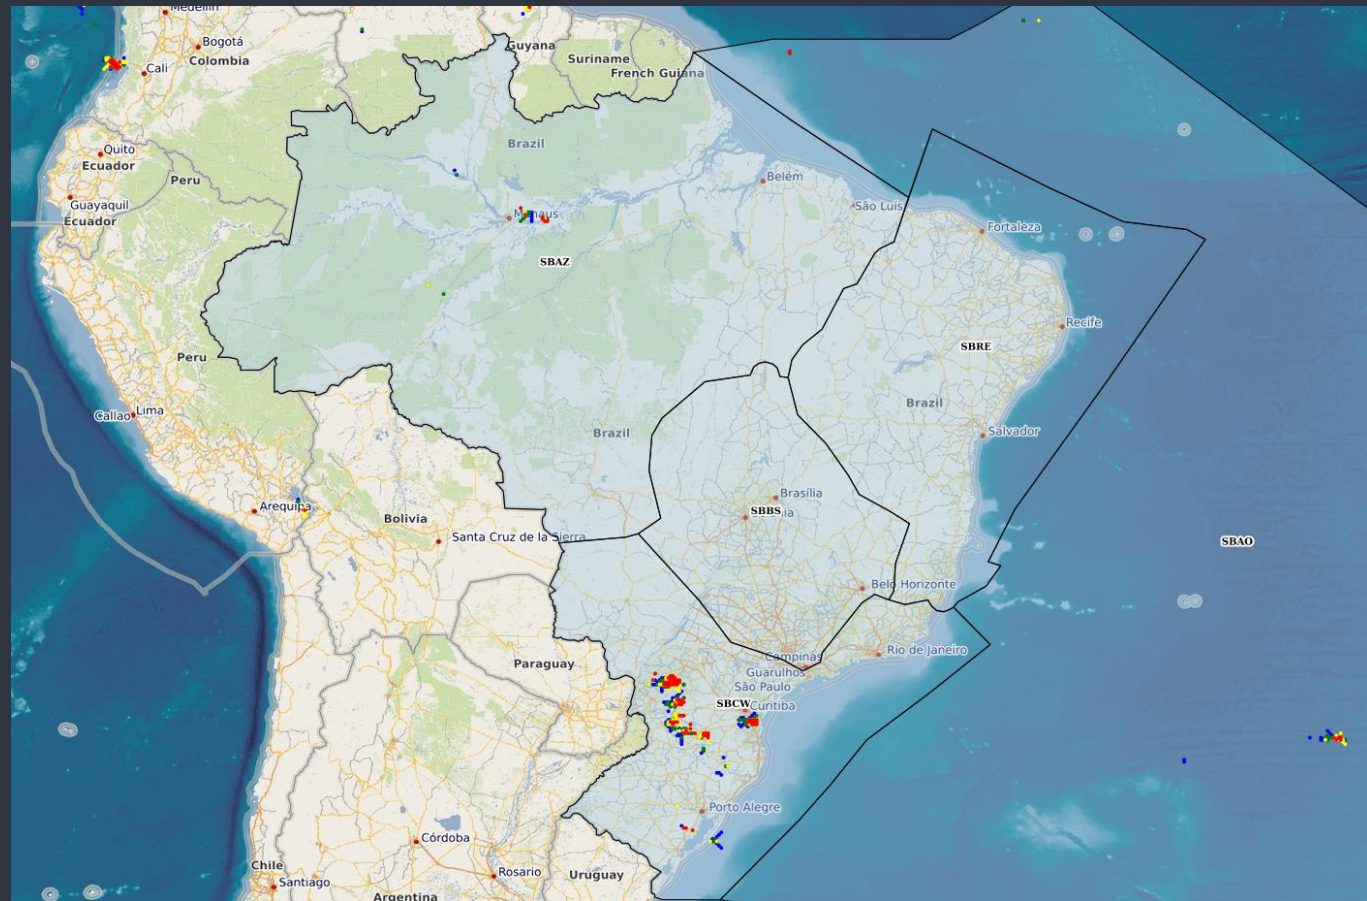 Medellín
Bogotá
Colombia
Cali
Guyana
Suriname
French Guiana
Quito
Ecuador
Peru
Guayaquil
Ecuador
Brazil
Belém
São Luís
Fortaleza
SBAZ
Recife
SBRE
Peru
Brazil
Callao
Lima
Brazil
Salvador
Brasília
SBBS
Arequipa
Bolivia
Santa Cruz de la Sierra
SBAO
Belo Horizonte
Paraguay
Campinas
Rio de Janeiro
Guarulhos
São Paulo
SBCW
Curitiba
Porto Alegre
Córdoba
Chile
Rosario
Uruguay
Santiago
Argentina